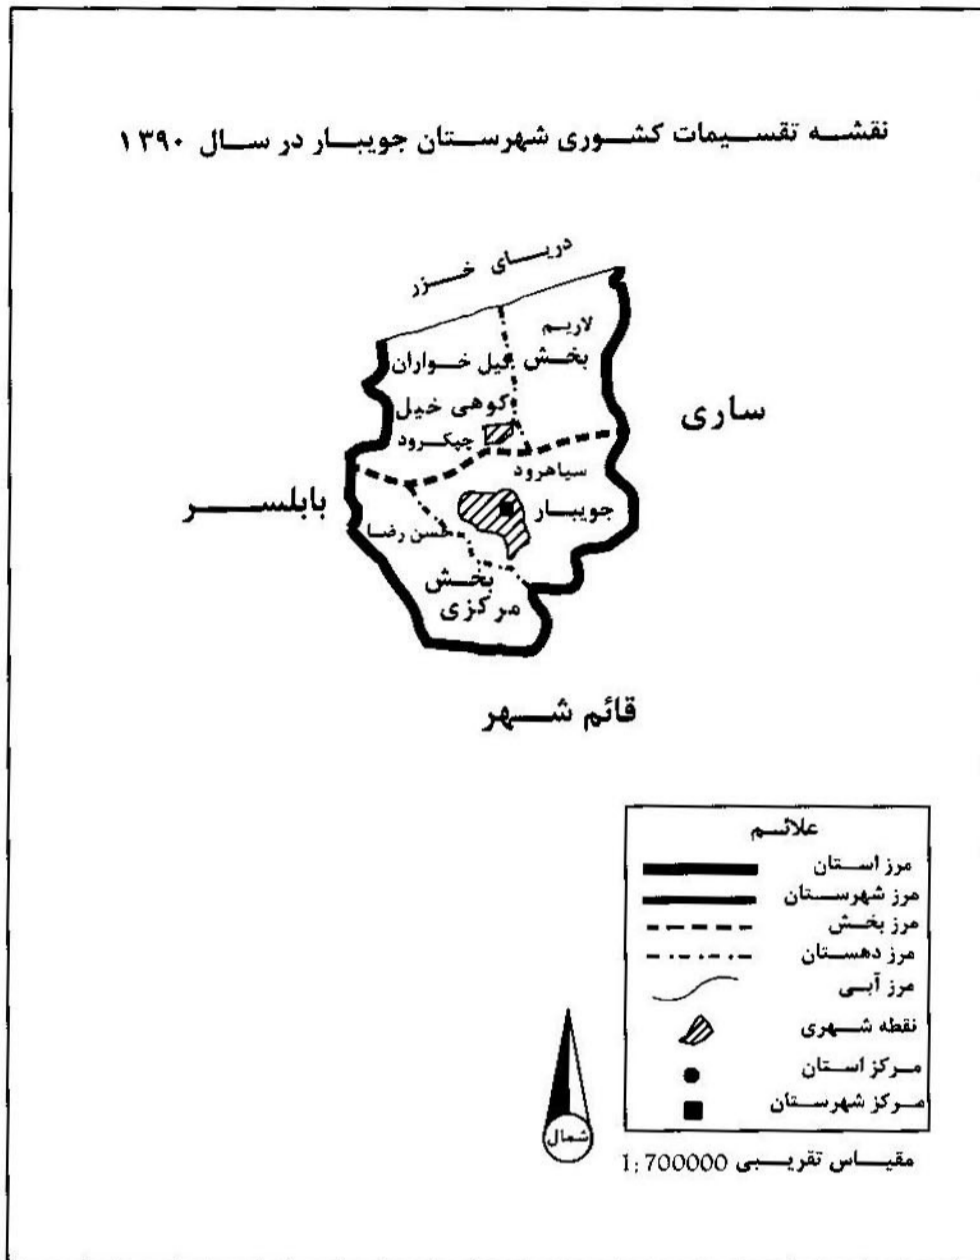 نقشه تقسیمات کشوری شهرستان جویبار در سال ۱۳۹۰
دریای خزر
لاریم
بخش گیل خواران
کوهی خیل
چپکرود
ساری
سیاهرود
بابلسر
جویبار
حسن رضا
بخش
مرکزی
قائم شهر
علائم
مرز استان
مرز شهرستان
مرز بخش
مرز دهستان
مرز آبی
نقطه شهری
مرکز استان
مرکز شهرستان
شمال
مقیاس تقریبی 1:700000